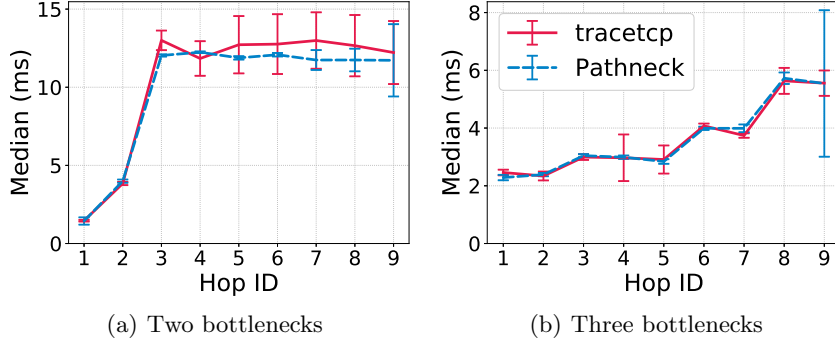 15
10
5
0
Median (ms)
1 2 3 4 5 6 7 8 9
Hop ID
(a) Two bottlenecks
8
6
4
2
0
Median (ms)
tracetcp
Pathneck
1 2 3 4 5 6 7 8 9
Hop ID
(b) Three bottlenecks